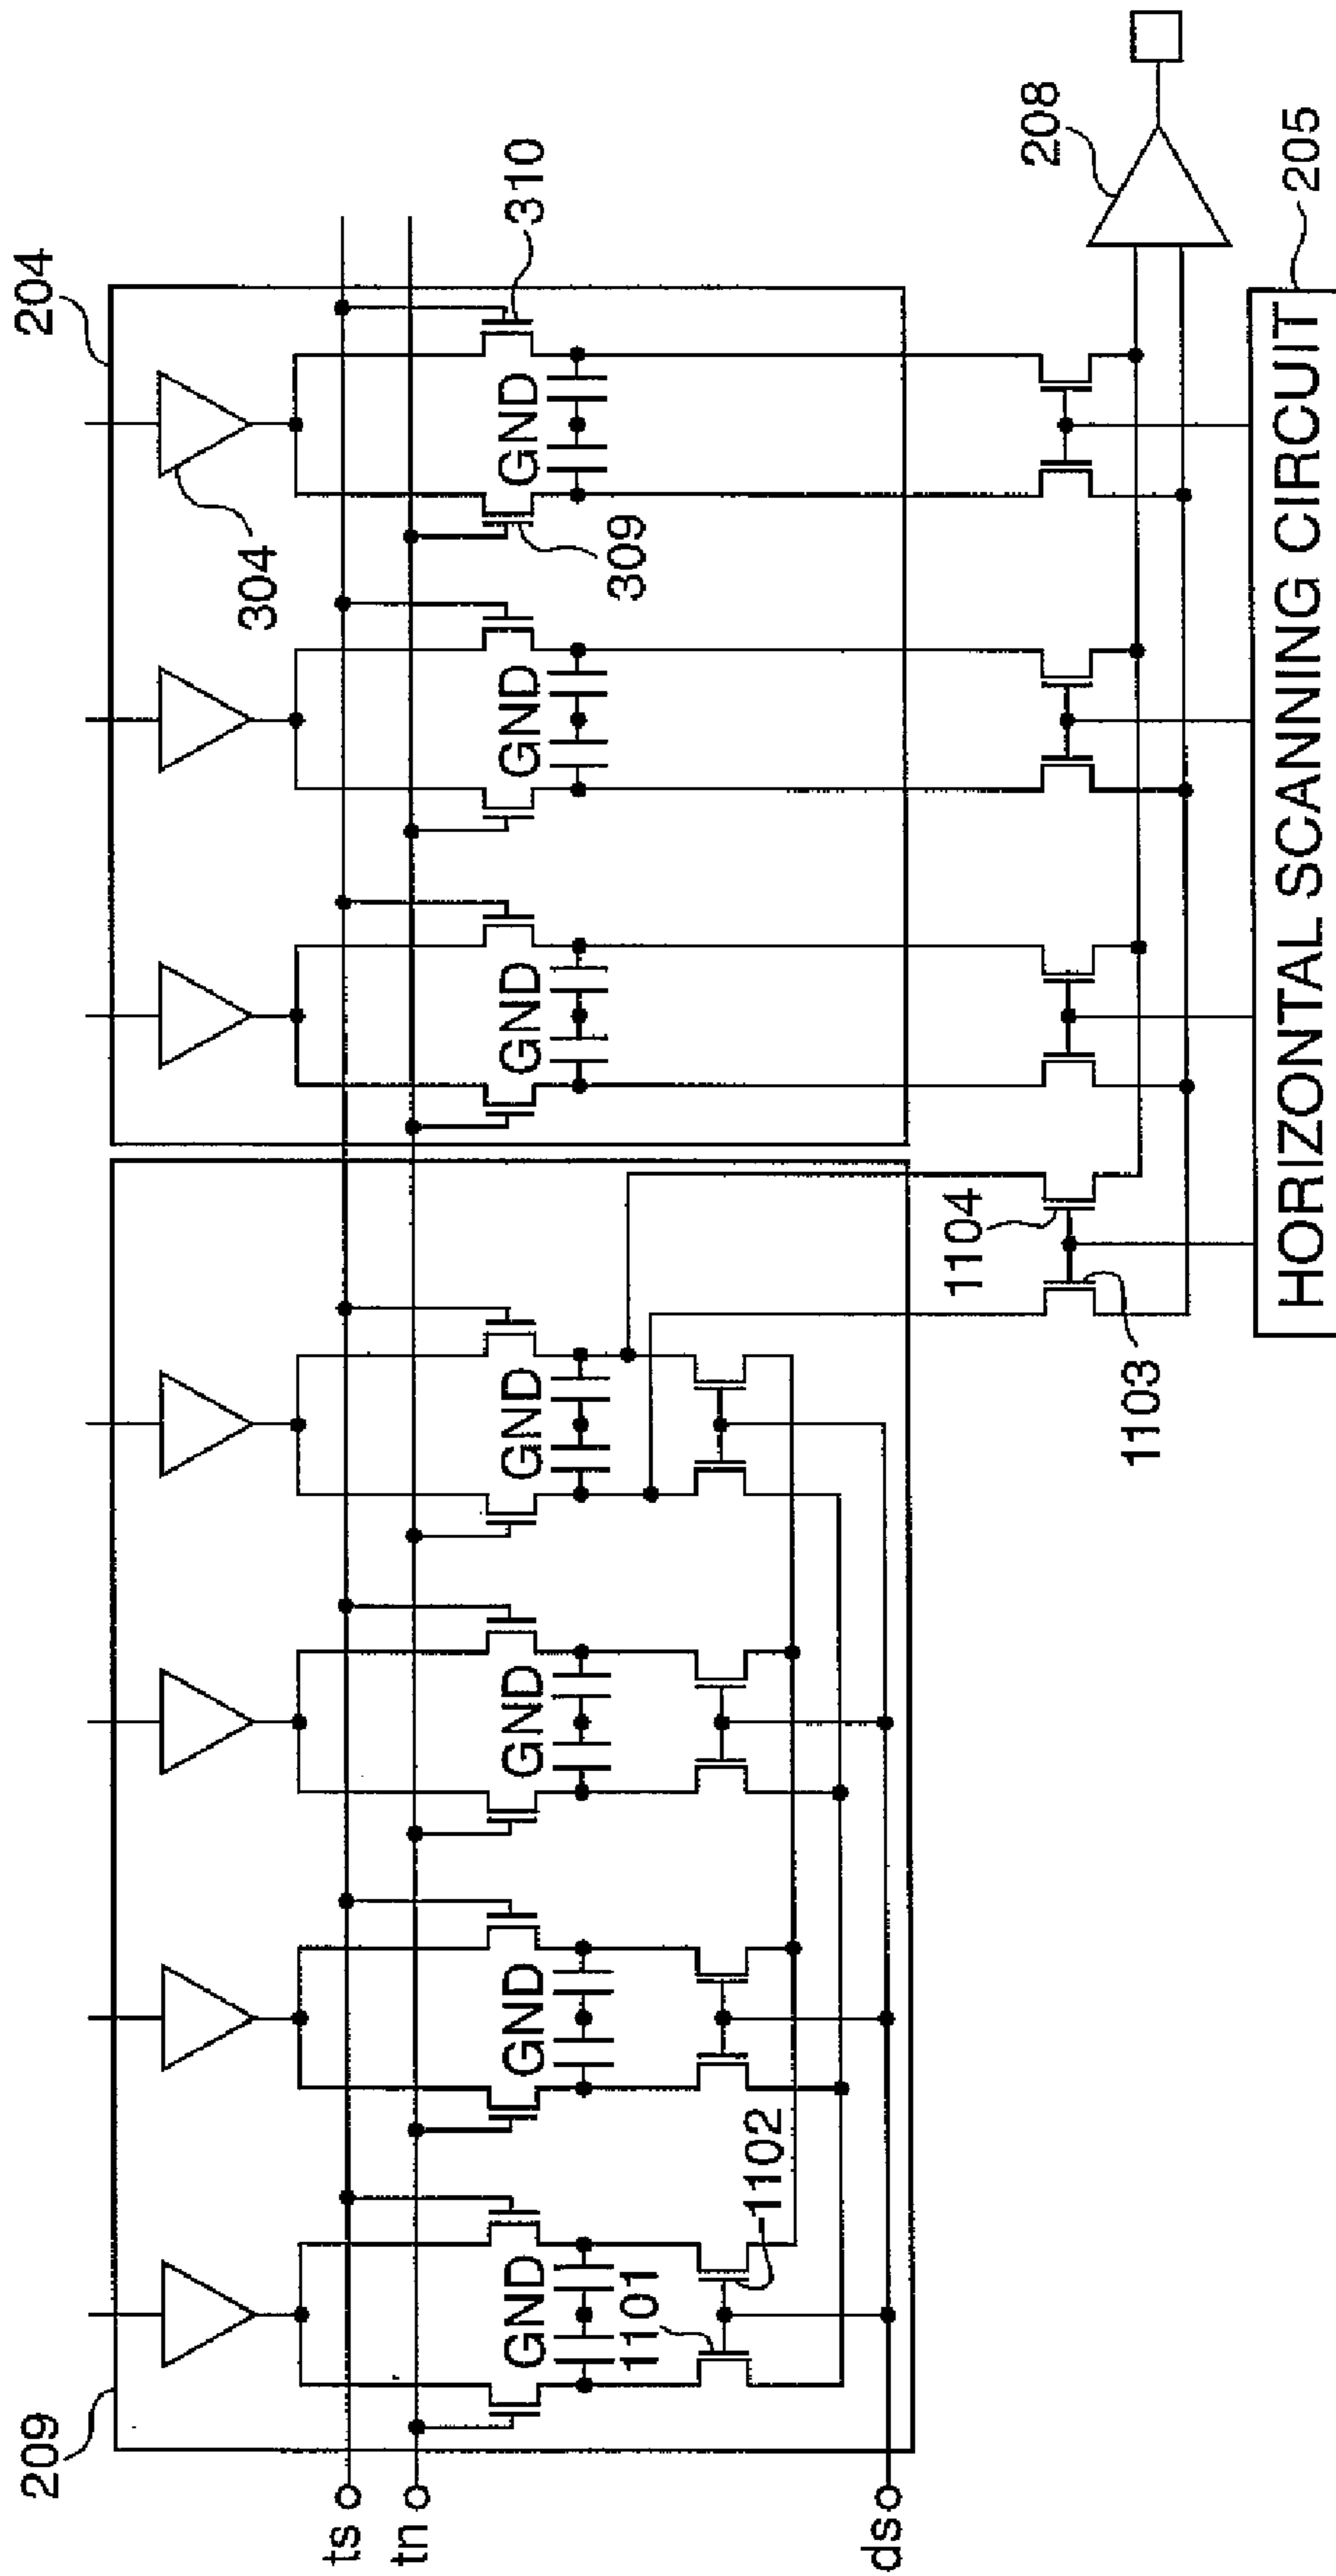 204
304
310
309
GND
GND
GND
208
205
HORIZONTAL SCANNING CIRCUIT
1104
1103
209
GND
GND
GND
GND
1101
1102
ts
tn
ds